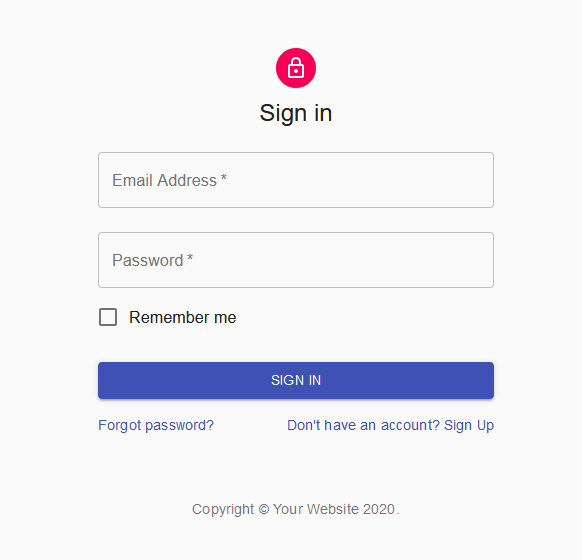 Sign in
Email Address *
Password *
Remember me
SIGN IN
Forgot password? Don't have an account? Sign Up
Copyright © Your Website 2020.